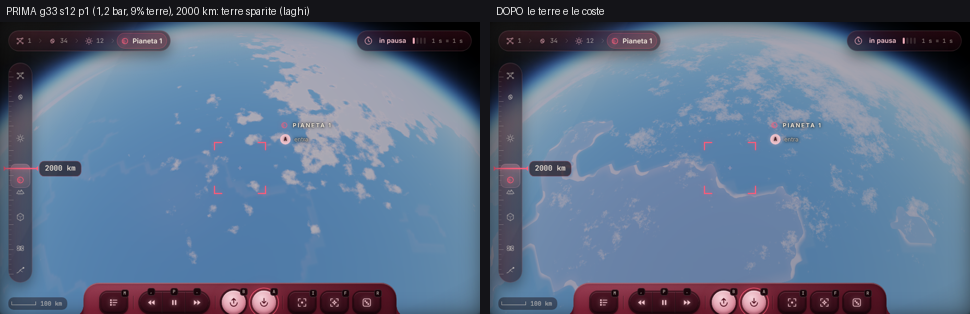 PRIMA g33 s12 p1 (1,2 bar, 9% terre), 2000 km: terre sparite (laghi)
DOPO le terre e le coste
1 34 12 Pianeta 1
in pausa 1 s = 1 s
1 34 12 Pianeta 1
in pausa 1 s = 1 s
PIANETA 1
PIANETA 1
2000 km
2000 km
100 km
100 km